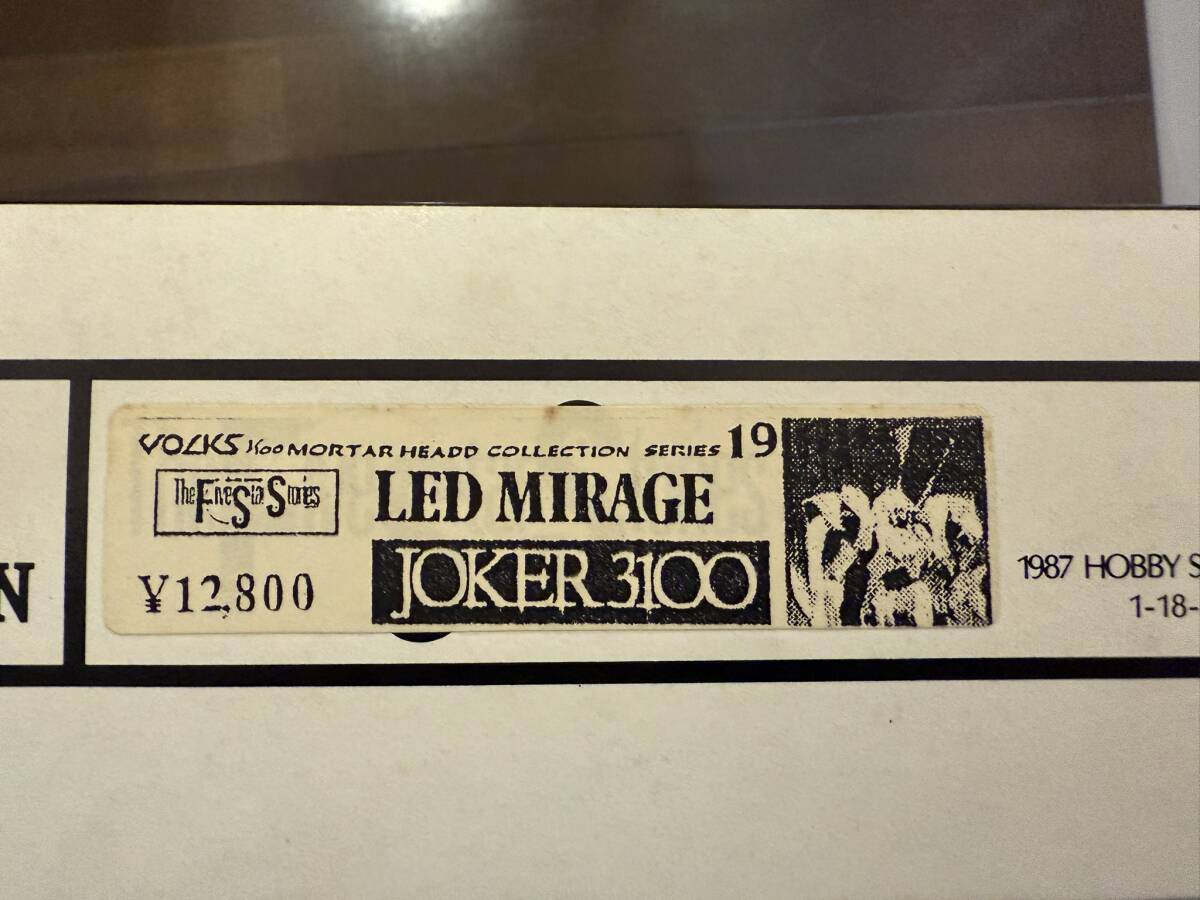 VOLKS 1/100 MORTAR HEADD COLLECTION SERIES 19
The Five Star Stories
LED MIRAGE
JOKER 3100
¥12,800
N
1987 HOBBY S
1-18-